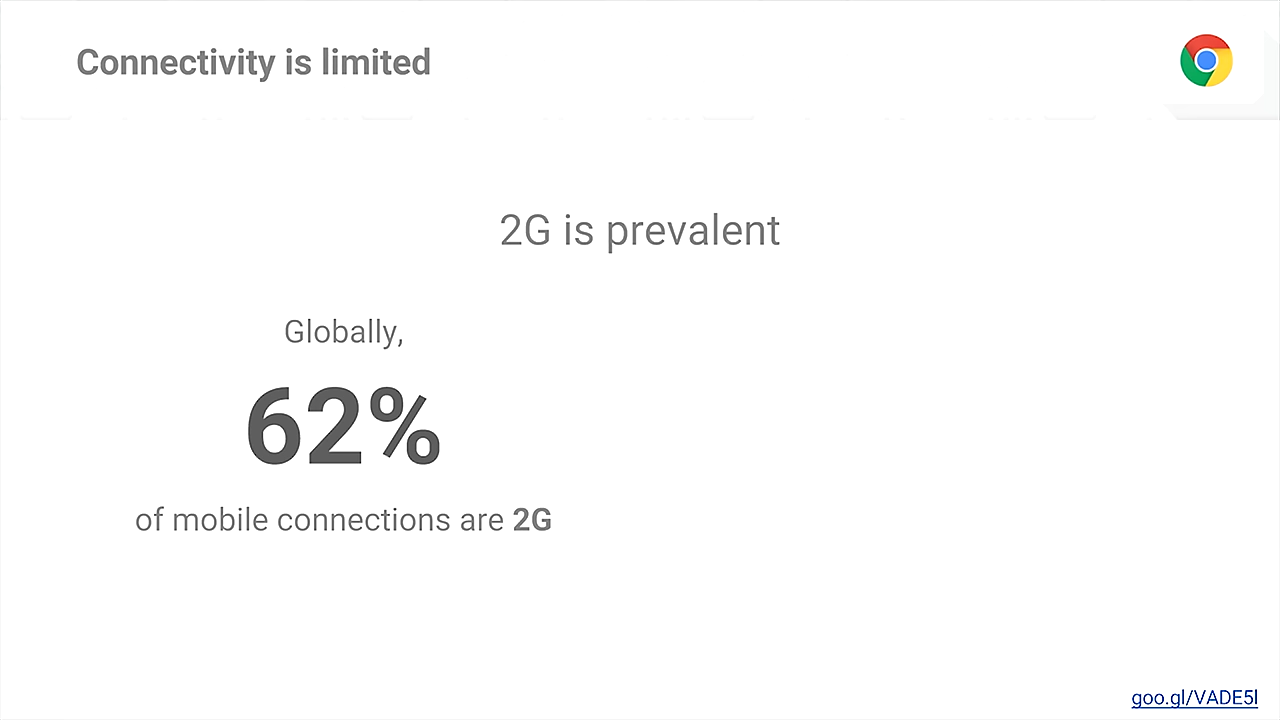 Connectivity is limited
2G is prevalent
Globally,
62%
of mobile connections are 2G
goo.gl/VADE5l